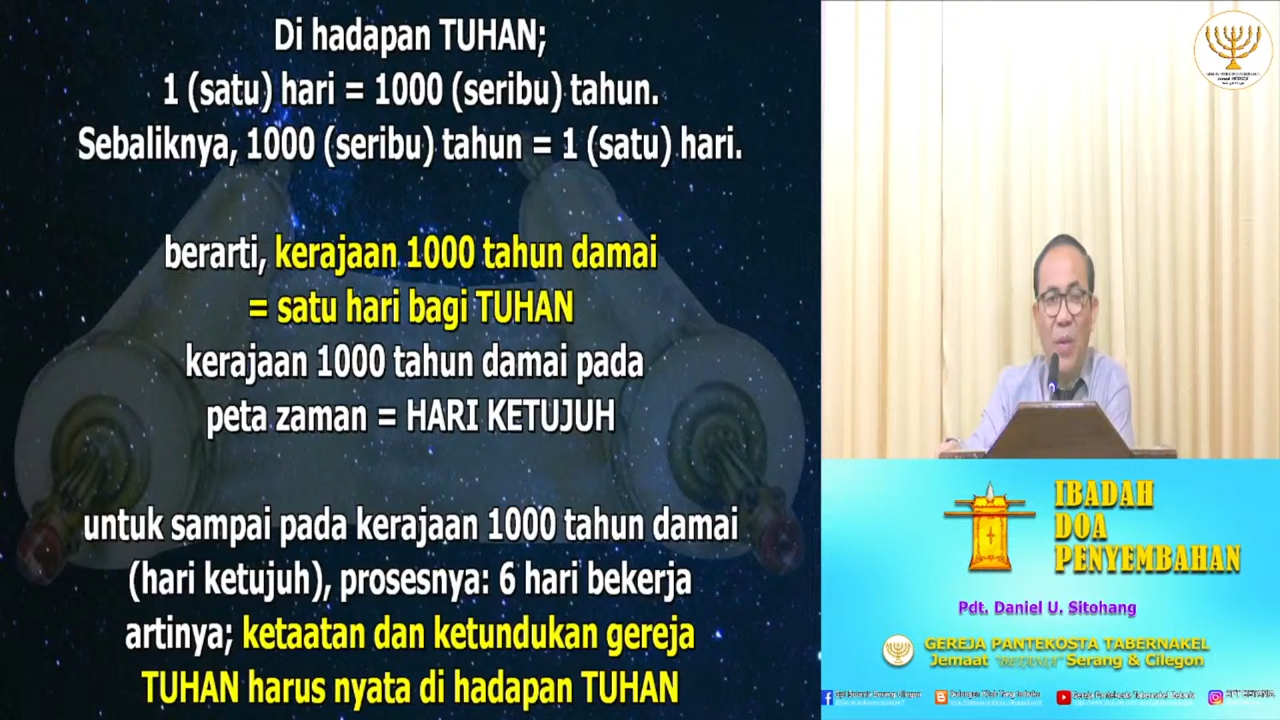 Di hadapan TUHAN;
1 (satu) hari = 1000 (seribu) tahun.
Sebaliknya, 1000 (seribu) tahun = 1 (satu) hari.
berarti, kerajaan 1000 tahun damai
= satu hari bagi TUHAN
kerajaan 1000 tahun damai pada
peta zaman = HARI KETUJUH
untuk sampai pada kerajaan 1000 tahun damai
(hari ketujuh), prosesnya: 6 hari bekerja
artinya; ketaatan dan ketundukan gereja
TUHAN harus nyata di hadapan TUHAN
IBADAH
DOA
PENYEMBAHAN
Pdt. Daniel U. Sitohang
GEREJA PANTEKOSTA TABERNAKEL
Jemaat "BETANIA" Serang & Cilegon